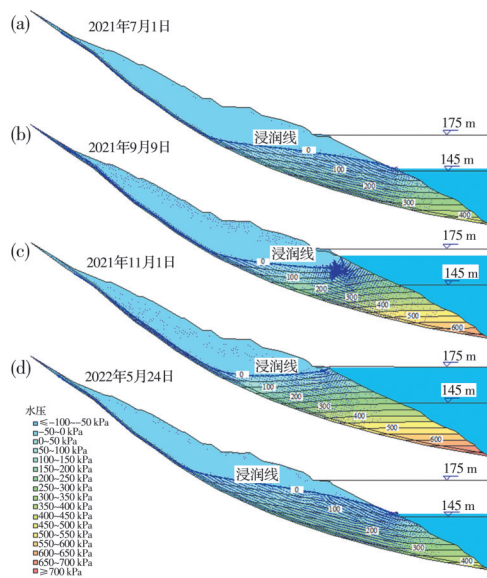 (a)
2021年7月1日
175 m
浸润线
145 m
0
100
200
300
400
(b)
2021年9月9日
175 m
浸润线
145 m
0
100
200
300
400
500
600
(c)
2021年11月1日
175 m
浸润线
145 m
0
100
200
300
400
500
600
(d)
2022年5月24日
175 m
浸润线
145 m
0
100
200
300
400
水压
≤-100~-50 kPa
-50~0 kPa
0~50 kPa
50~100 kPa
100~150 kPa
150~200 kPa
200~250 kPa
250~300 kPa
300~350 kPa
350~400 kPa
400~450 kPa
450~500 kPa
500~550 kPa
550~600 kPa
600~650 kPa
650~700 kPa
≥700 kPa